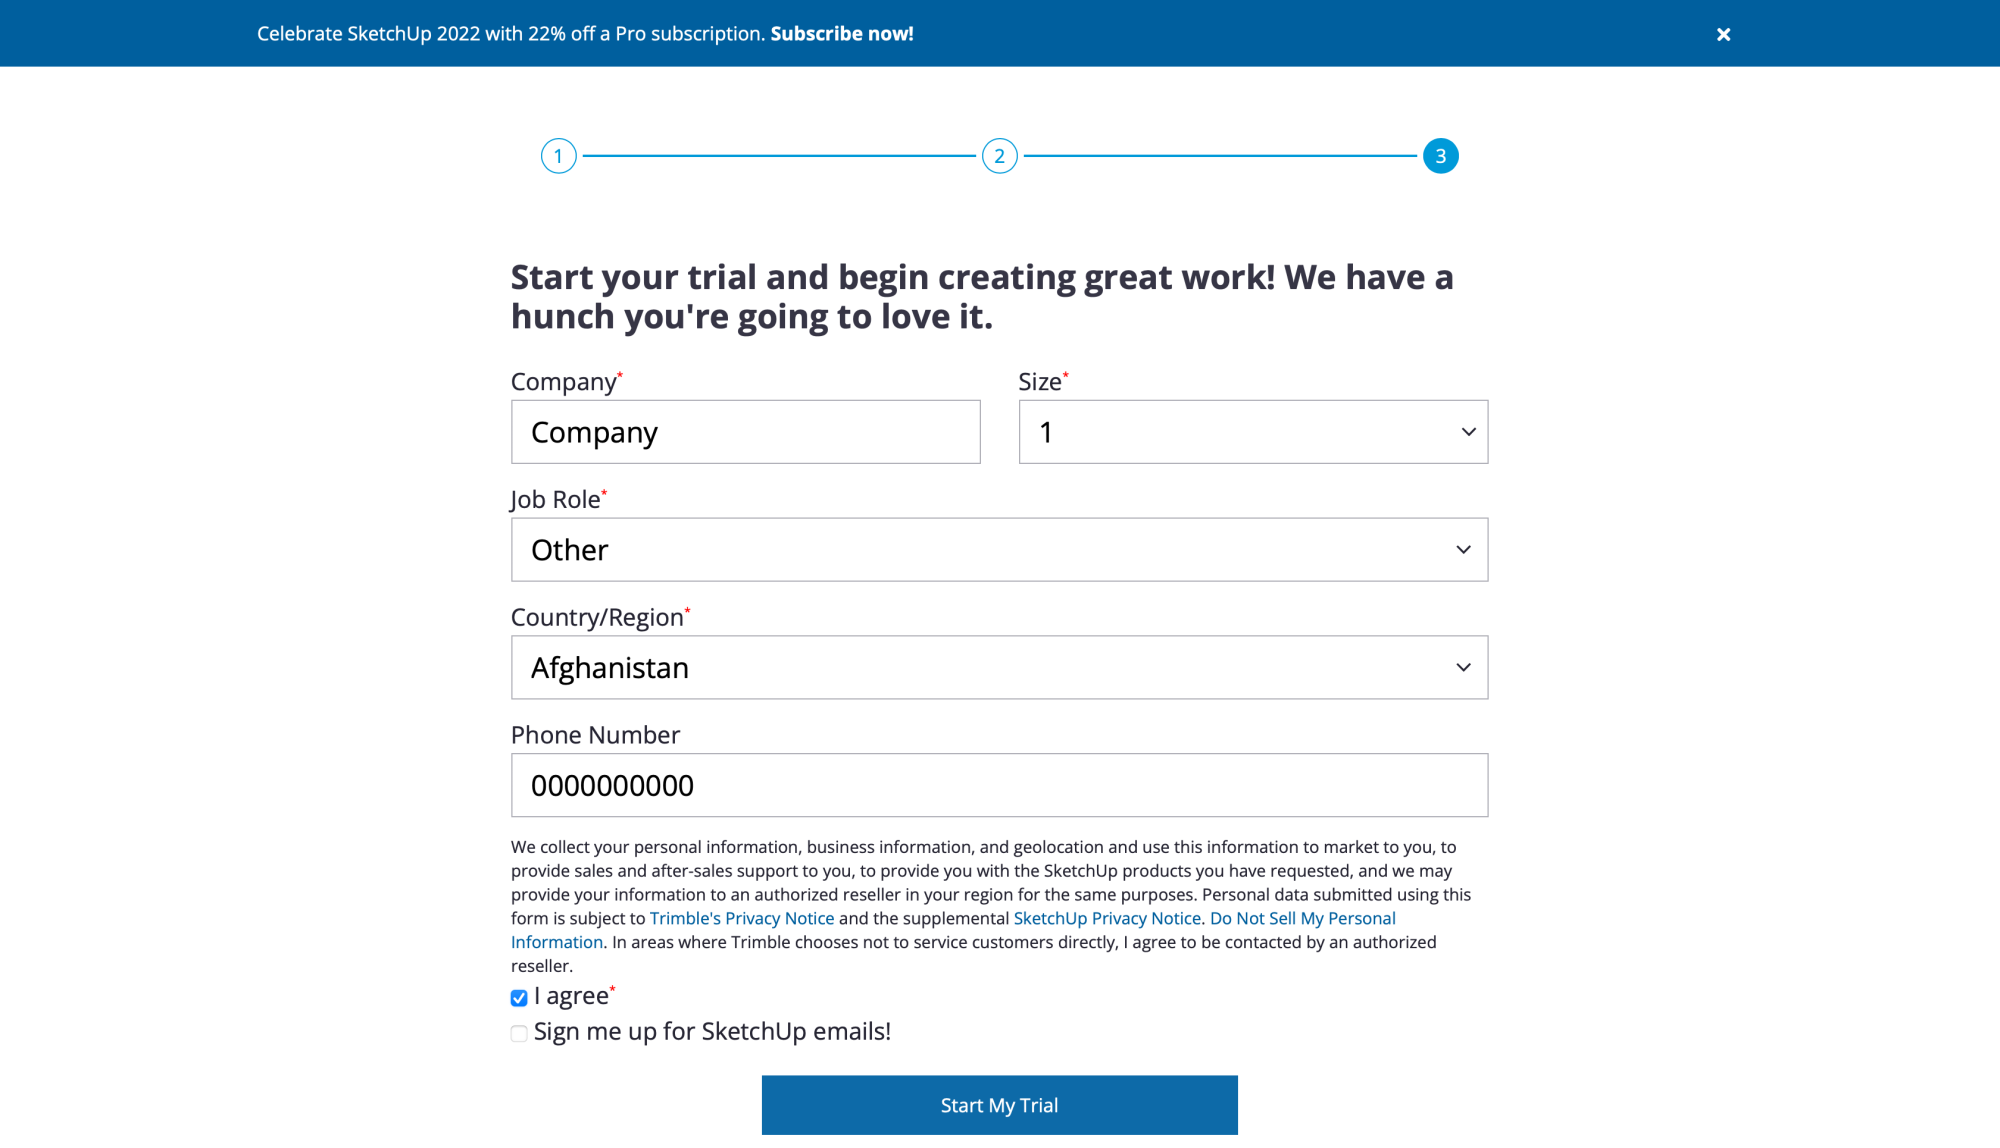 Celebrate SketchUp 2022 with 22% off a Pro subscription. Subscribe now!
1
2
3
Start your trial and begin creating great work! We have a
hunch you're going to love it.
Company*
Size*
Company
1
Job Role*
Other
Country/Region*
Afghanistan
Phone Number
0000000000
We collect your personal information, business information, and geolocation and use this information to market to you, to
provide sales and after-sales support to you, to provide you with the SketchUp products you have requested, and we may
provide your information to an authorized reseller in your region for the same purposes. Personal data submitted using this
form is subject to Trimble's Privacy Notice and the supplemental SketchUp Privacy Notice. Do Not Sell My Personal
Information. In areas where Trimble chooses not to service customers directly, I agree to be contacted by an authorized
reseller.
I agree*
Sign me up for SketchUp emails!
Start My Trial